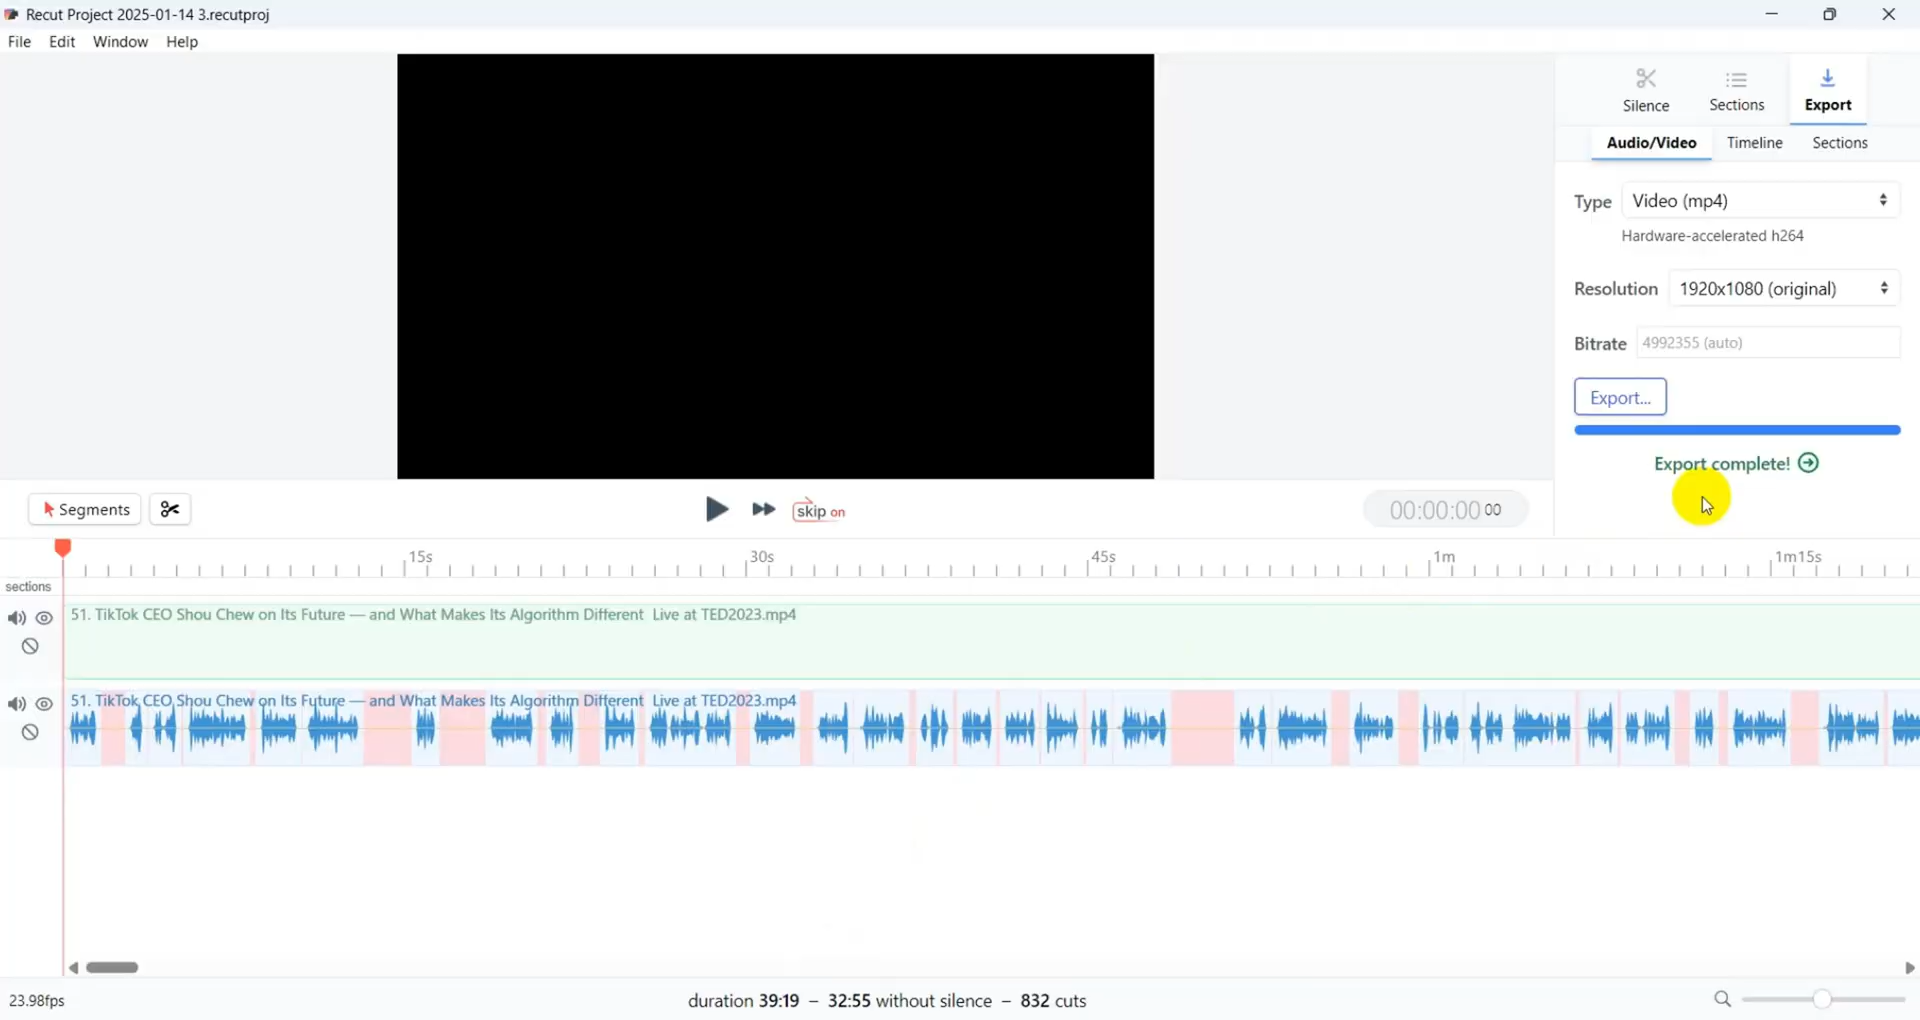 Recut Project 2025-01-14 3.recutproj
File Edit Window Help
Silence Sections Export
Audio/Video Timeline Sections
Type Video (mp4)
Hardware-accelerated h264
Resolution 1920x1080 (original)
Bitrate 4992355 (auto)
Export...
Export complete!
Segments
skip on
00:00:00 00
15s 30s 45s 1m 1m15s
sections
51. TikTok CEO Shou Chew on Its Future — and What Makes Its Algorithm Different Live at TED2023.mp4
51. TikTok CEO Shou Chew on Its Future — and What Makes Its Algorithm Different Live at TED2023.mp4
23.98fps
duration 39:19 – 32:55 without silence – 832 cuts